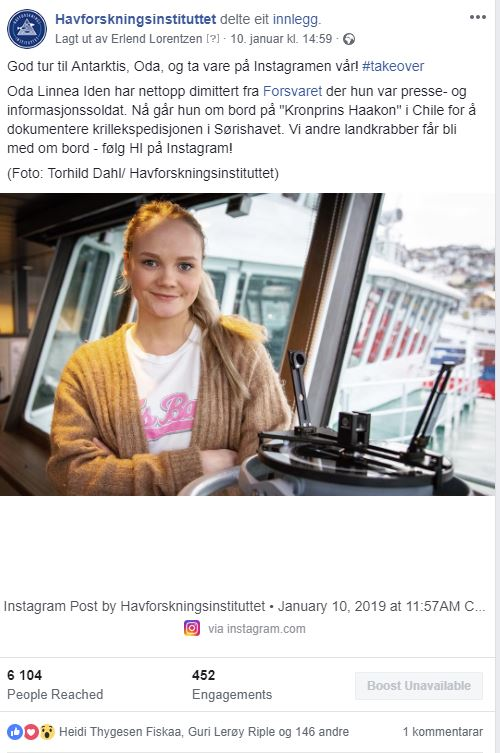 Havforskningsinstituttet delte eit innlegg.
Lagt ut av Erlend Lorentzen [?] · 10. januar kl. 14:59 ·
God tur til Antarktis, Oda, og ta vare på Instagramen vår! #takeover
Oda Linnea Iden har nettopp dimittert fra Forsvaret der hun var presse- og
informasjonssoldat. Nå går hun om bord på "Kronprins Haakon" i Chile for å
dokumentere krillekspedisjonen i Sørishavet. Vi andre landkrabber får bli
med om bord - følg HI på Instagram!
(Foto: Torhild Dahl/ Havforskningsinstituttet)
Instagram Post by Havforskningsinstituttet • January 10, 2019 at 11:57AM C...
via instagram.com
6 104
People Reached
452
Engagements
Boost Unavailable
Heidi Thygesen Fiskaa, Guri Lerøy Riple og 146 andre
1 kommentarar